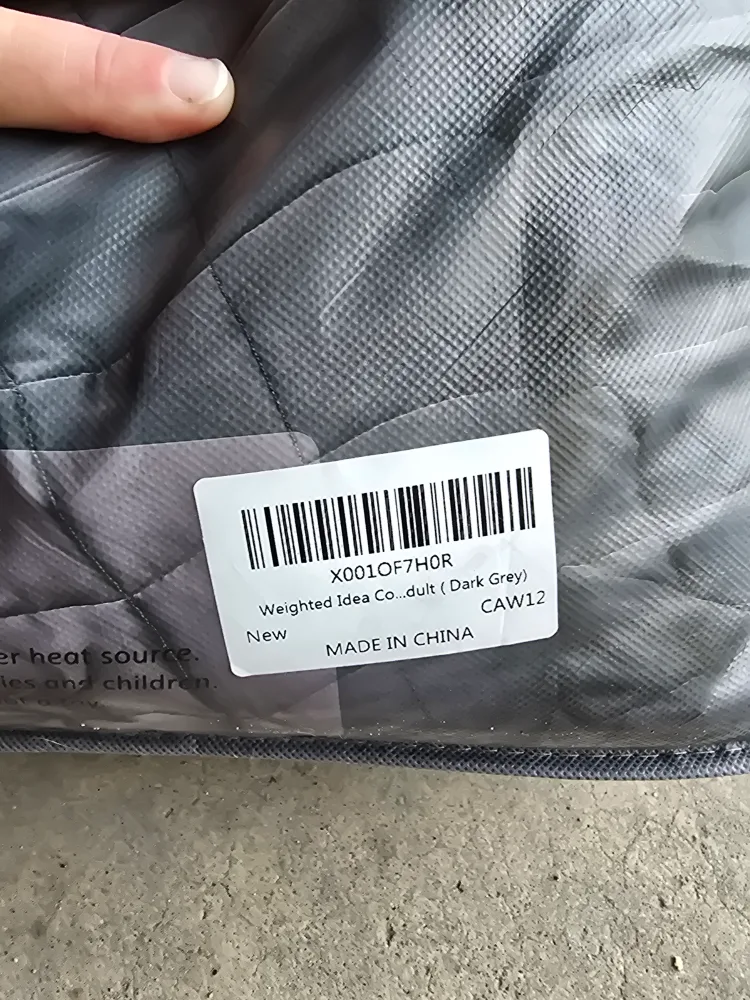 X001OF7H0R
Weighted Idea Co...dult ( Dark Grey)
New
CAW12
MADE IN CHINA
er heat source.
ies and children.